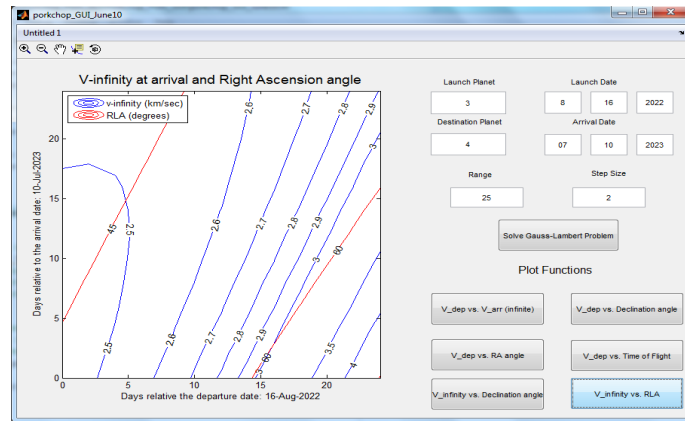 porkchop_GUI_June10
Untitled 1
V-infinity at arrival and Right Ascension angle
v-infinity (km/sec)
RLA (degrees)
2.6
2.7
2.8
2.9
3
45
2.5
2.6
2.7
2.8
2.9
3
60
2.5
2.6
2.7
2.8
2.9
3
60
3.5
4
20
15
10
5
0
0
5
10
15
20
Days relative to the arrival date: 10-Jul-2023
Days relative the departure date: 16-Aug-2022
Launch Planet
Launch Date
3
8
16
2022
Destination Planet
Arrival Date
4
07
10
2023
Range
Step Size
25
2
Solve Gauss-Lambert Problem
Plot Functions
V_dep vs. V_arr (infinite)
V_dep vs. Declination angle
V_dep vs. RA angle
V_dep vs. Time of Flight
V_infinity vs. Declination angle
V_infinity vs. RLA